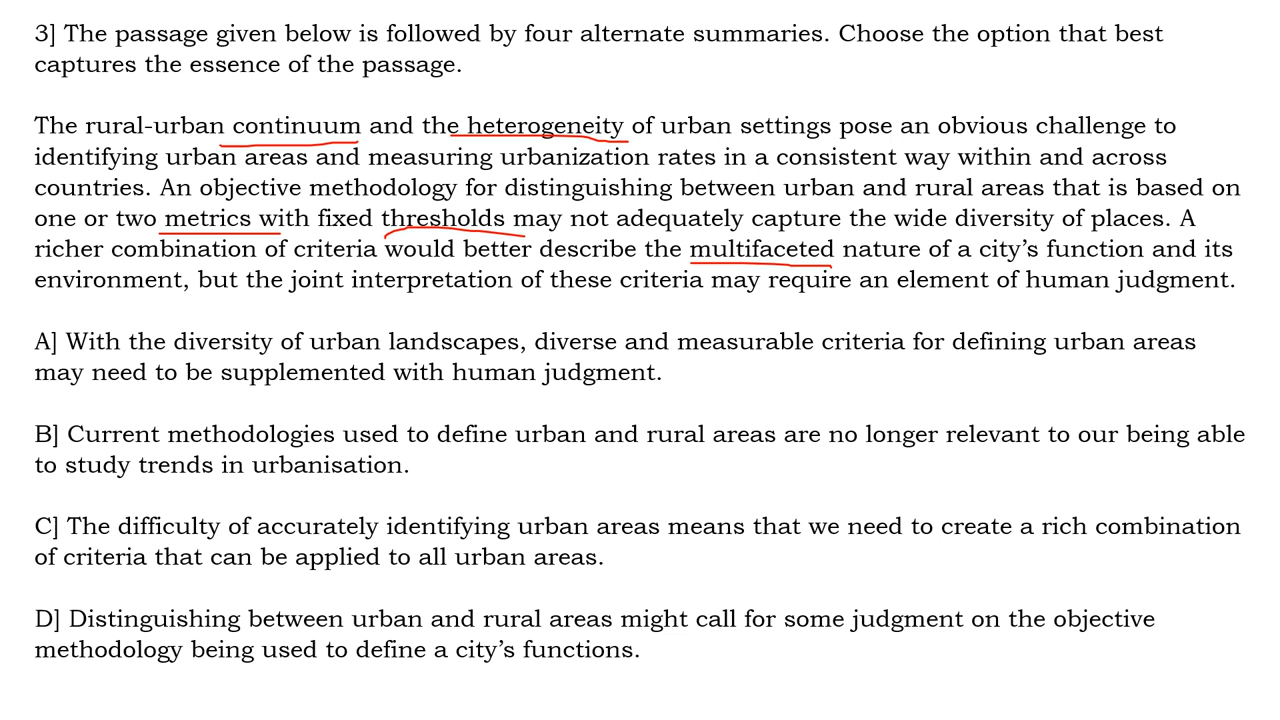 3] The passage given below is followed by four alternate summaries. Choose the option that best
captures the essence of the passage.
The rural-urban continuum and the heterogeneity of urban settings pose an obvious challenge to
identifying urban areas and measuring urbanization rates in a consistent way within and across
countries. An objective methodology for distinguishing between urban and rural areas that is based on
one or two metrics with fixed thresholds may not adequately capture the wide diversity of places. A
richer combination of criteria would better describe the multifaceted nature of a city's function and its
environment, but the joint interpretation of these criteria may require an element of human judgment.
A] With the diversity of urban landscapes, diverse and measurable criteria for defining urban areas
may need to be supplemented with human judgment.
B] Current methodologies used to define urban and rural areas are no longer relevant to our being able
to study trends in urbanisation.
C] The difficulty of accurately identifying urban areas means that we need to create a rich combination
of criteria that can be applied to all urban areas.
D] Distinguishing between urban and rural areas might call for some judgment on the objective
methodology being used to define a city's functions.